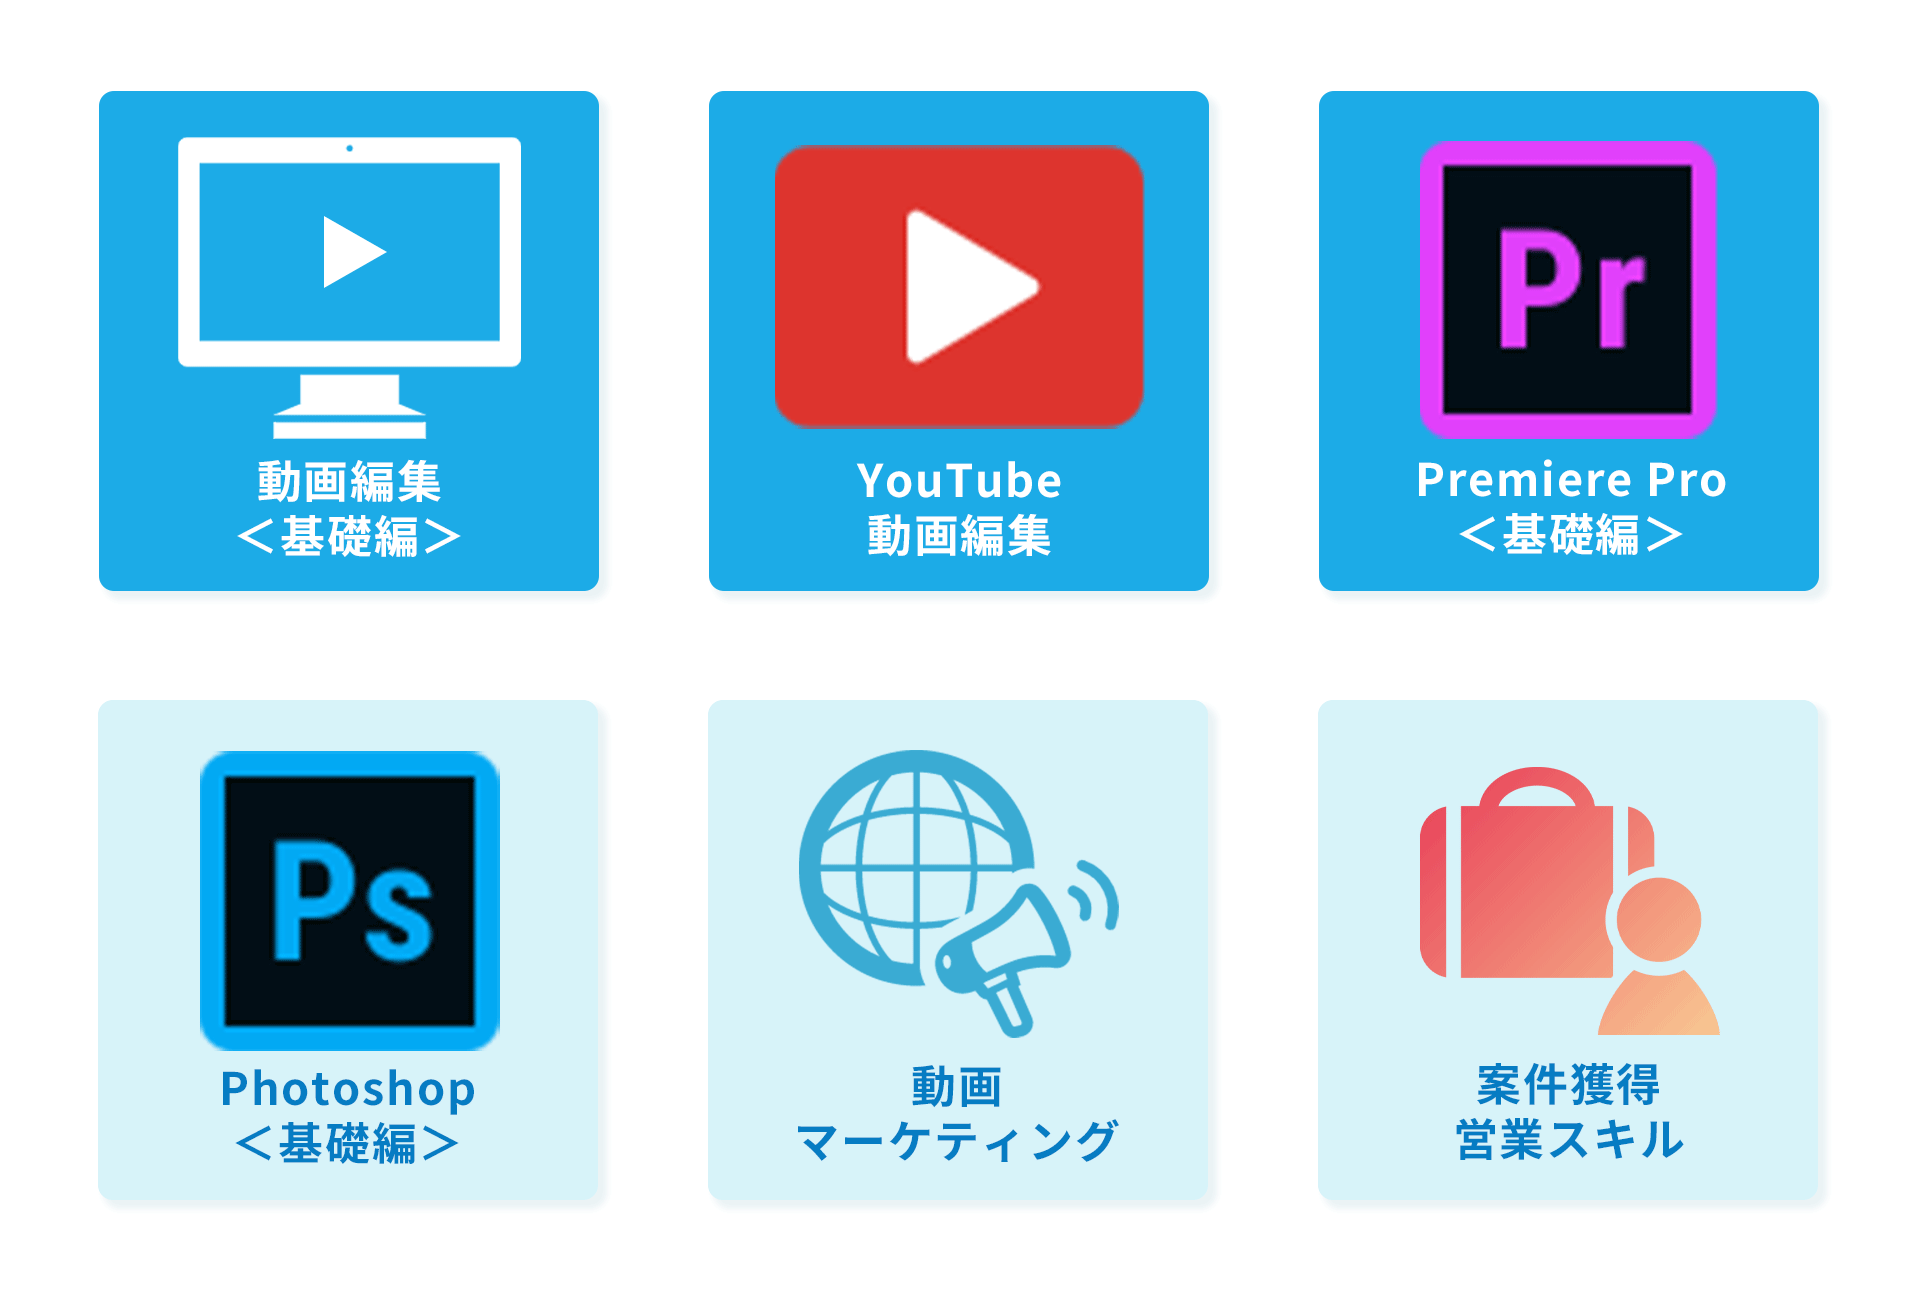 動画編集
＜基礎編＞
YouTube
動画編集
Pr
Premiere Pro
＜基礎編＞
Ps
Photoshop
＜基礎編＞
動画
マーケティング
案件獲得
営業スキル